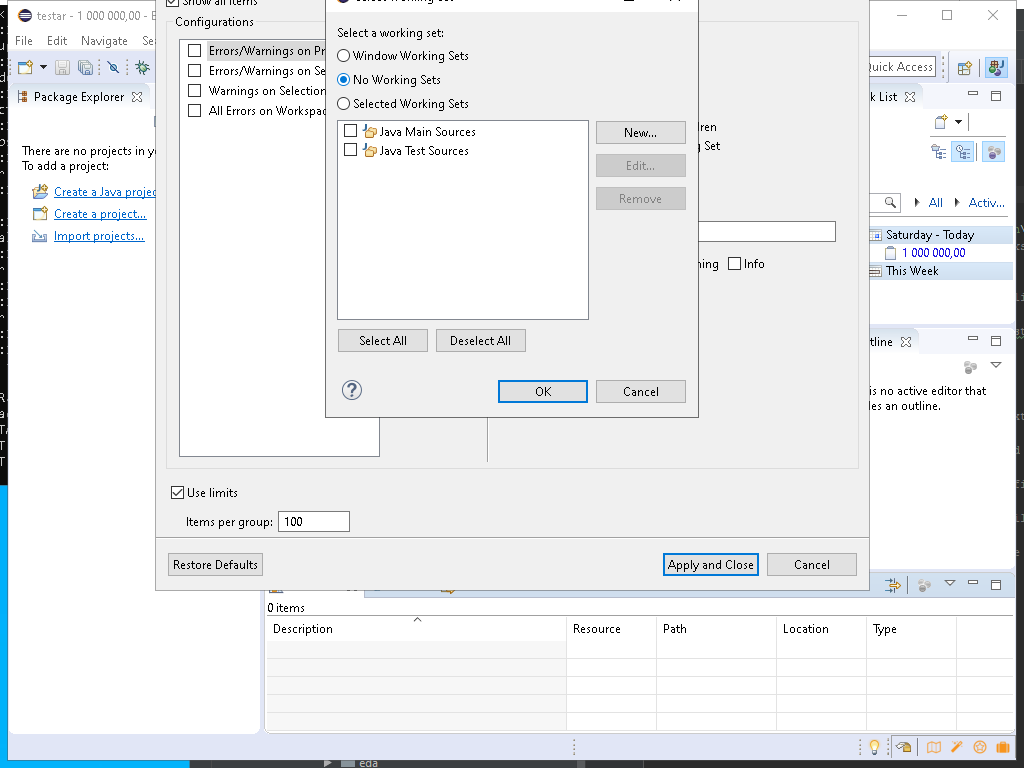 testar - 1 000 000,00 - E
File Edit Navigate Se
Quick Access
Package Explorer
There are no projects in yo
To add a project:
Create a Java projec
Create a project...
Import projects...
Show all items
Configurations
Errors/Warnings on Pr
Errors/Warnings on Se
Warnings on Selection
All Errors on Workspac
Select a working set:
Window Working Sets
No Working Sets
Selected Working Sets
Java Main Sources
Java Test Sources
New...
Edit...
Remove
Select All
Deselect All
OK
Cancel
Info
Use limits
Items per group: 100
Restore Defaults
Apply and Close
Cancel
k List
All
Activ...
Saturday - Today
1 000 000,00
This Week
tline
is no active editor that
les an outline.
0 items
Description Resource Path Location Type
eda